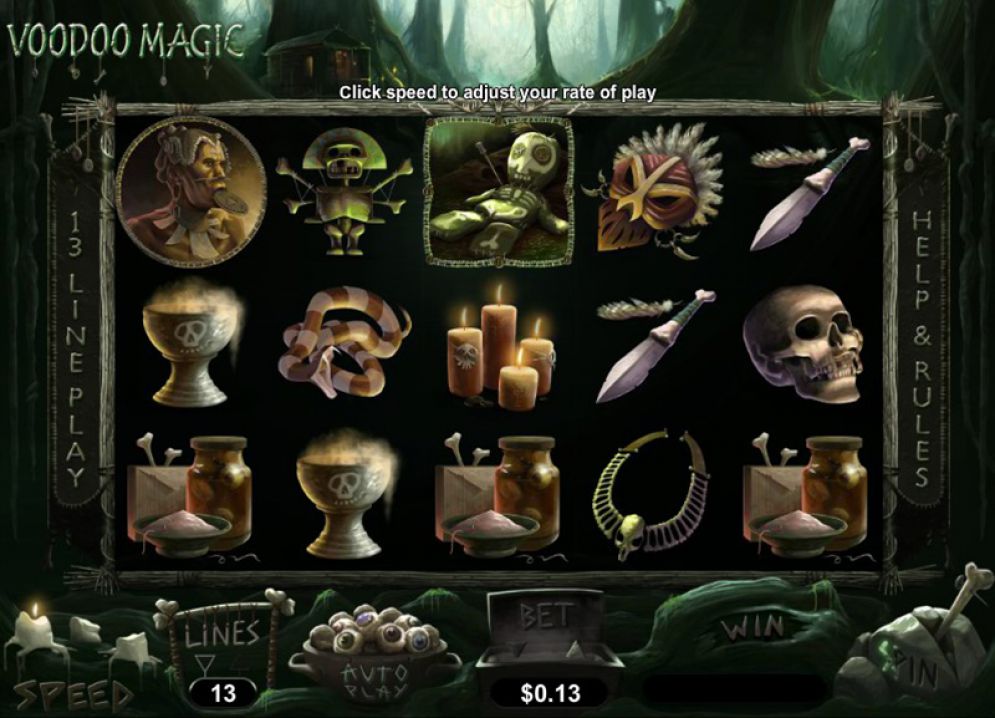 VOODOO MAGIC
Click speed to adjust your rate of play
13 LINE PLAY
HELP & RULES
SPEED
LINES
13
AUTO
PLAY
BET
$0.13
WIN